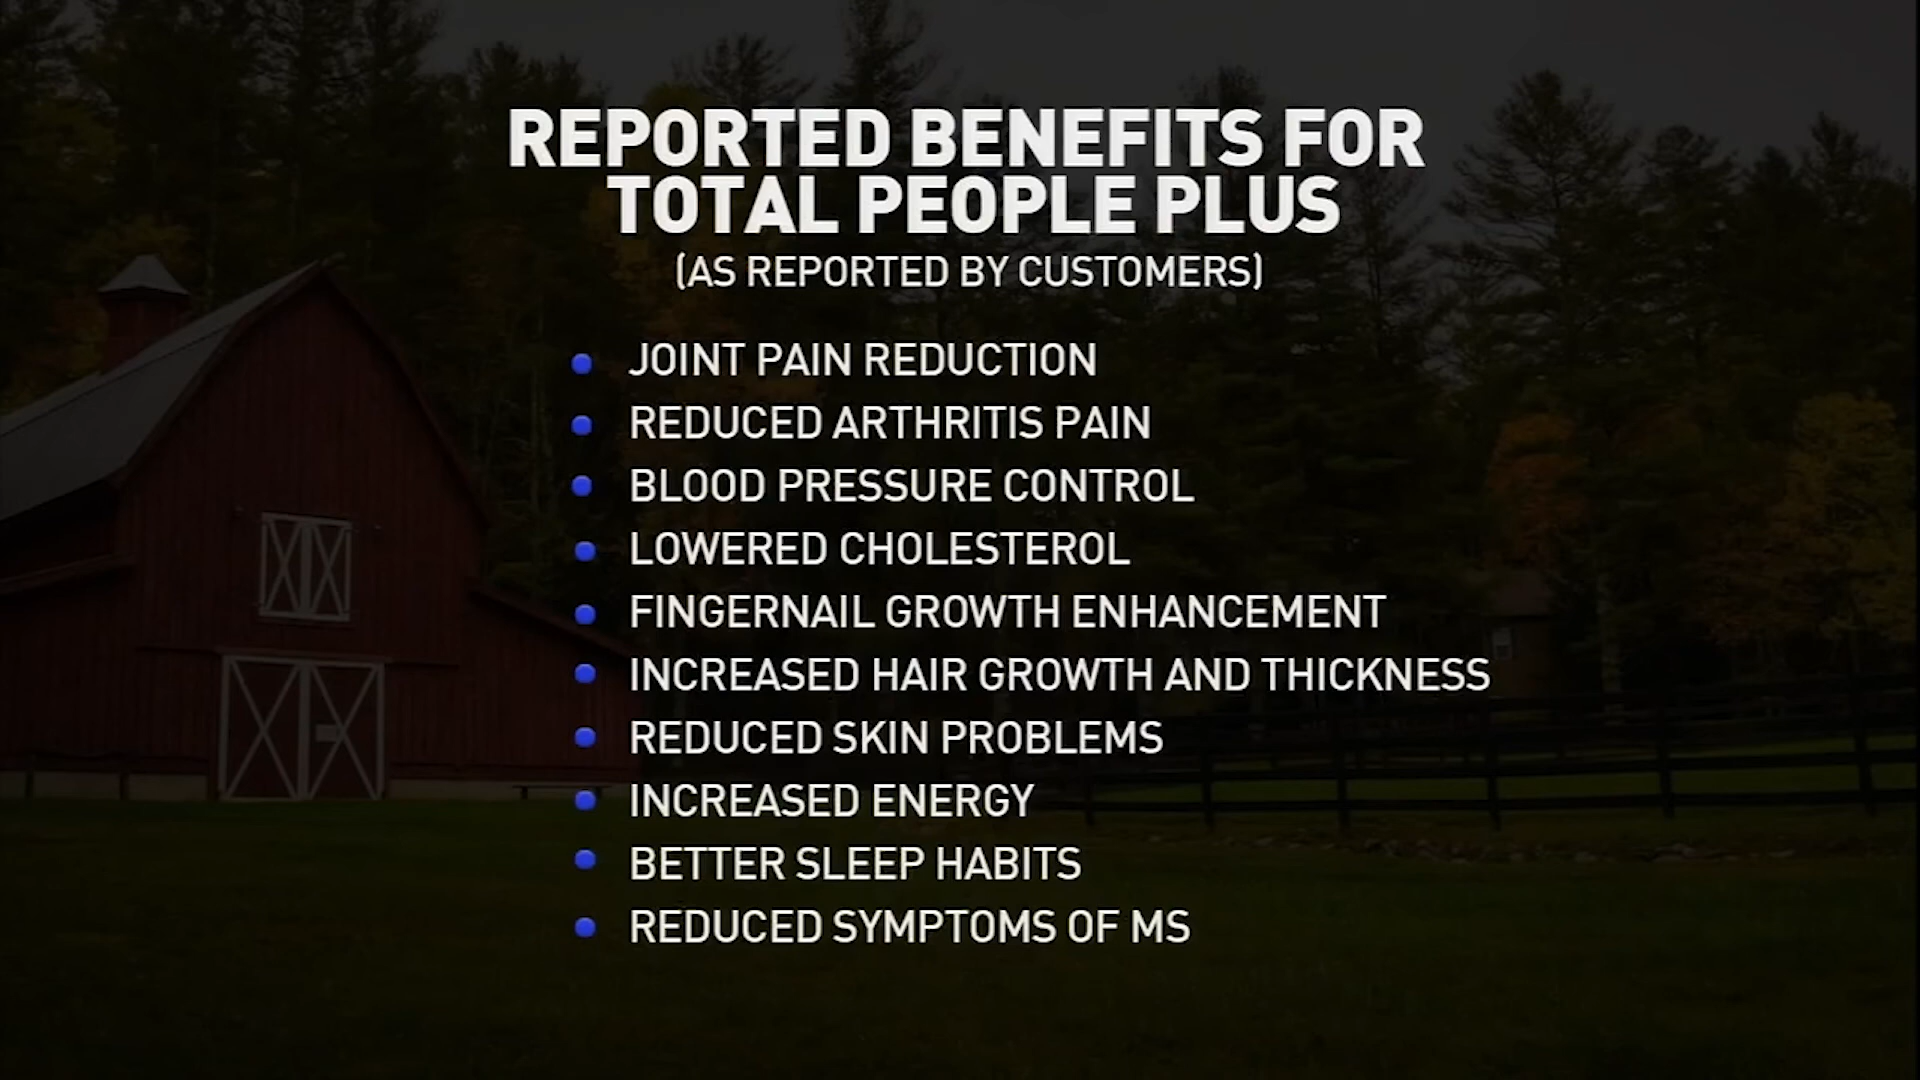 REPORTED BENEFITS FOR
TOTAL PEOPLE PLUS
(AS REPORTED BY CUSTOMERS)
JOINT PAIN REDUCTION
REDUCED ARTHRITIS PAIN
BLOOD PRESSURE CONTROL
LOWERED CHOLESTEROL
FINGERNAIL GROWTH ENHANCEMENT
INCREASED HAIR GROWTH AND THICKNESS
REDUCED SKIN PROBLEMS
INCREASED ENERGY
BETTER SLEEP HABITS
REDUCED SYMPTOMS OF MS